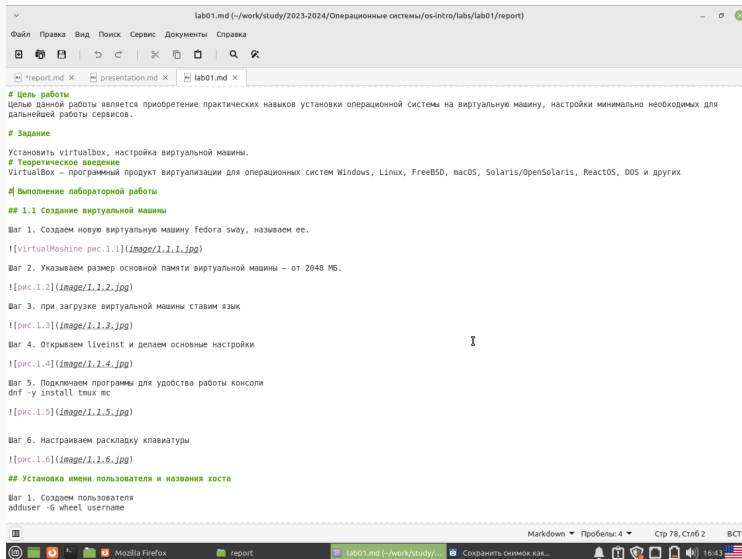 lab01.md (~/work/study/2023-2024/Операционные системы/os-intro/labs/lab01/report)
Файл Правка Вид Поиск Сервис Документы Справка
*report.md × presentation.md × lab01.md ×
# Цель работы
Целью данной работы является приобретение практических навыков установки операционной системы на виртуальную машину, настройки минимально необходимых для
дальнейшей работы сервисов.
# Задание
Установить virtualbox, настройка виртуальной машины.
# Теоретическое введение
VirtualBox – программный продукт виртуализации для операционных систем Windows, Linux, FreeBSD, macOS, Solaris/OpenSolaris, ReactOS, DOS и других
# Выполнение лабораторной работы
## 1.1 Создание виртуальной машины
Шаг 1. Создаем новую виртуальную машину fedora sway, называем ее.
![virtualMashine рис.1.1](image/1.1.1.jpg)
Шаг 2. Указываем размер основной памяти виртуальной машины – от 2048 МБ.
![рис.1.2](image/1.1.2.jpg)
Шаг 3. при загрузке виртуальной машины ставим язык
![рис.1.3](image/1.1.3.jpg)
Шаг 4. Открываем liveinst и делаем основные настройки
![рис.1.4](image/1.1.4.jpg)
Шаг 5. Подключаем программы для удобства работы консоли
dnf -y install tmux mc
![рис.1.5](image/1.1.5.jpg)
Шаг 6. Настраиваем раскладку клавиатуры
![рис.1.6](image/1.1.6.jpg)
## Установка имени пользователя и названия хоста
Шаг 1. Создаем пользователя
adduser -G wheel username
Markdown Пробелы: 4 Стр 78, Стлб 2 ВСТ
Mozilla Firefox report lab01.md (~/work/study/... Сохранить снимок как... 16:43